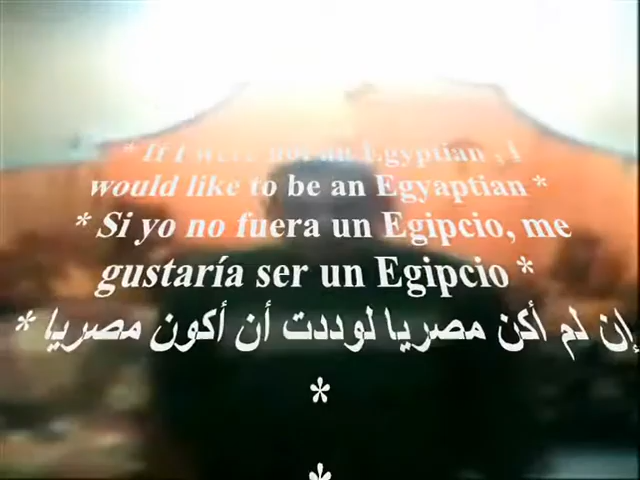 * If I were not an Egyptian , I
would like to be an Egyaptian *
* Si yo no fuera un Egipcio, me
gustaría ser un Egipcio *
إن لم أكن مصريا لوددت أن أكون مصريا *
*
*